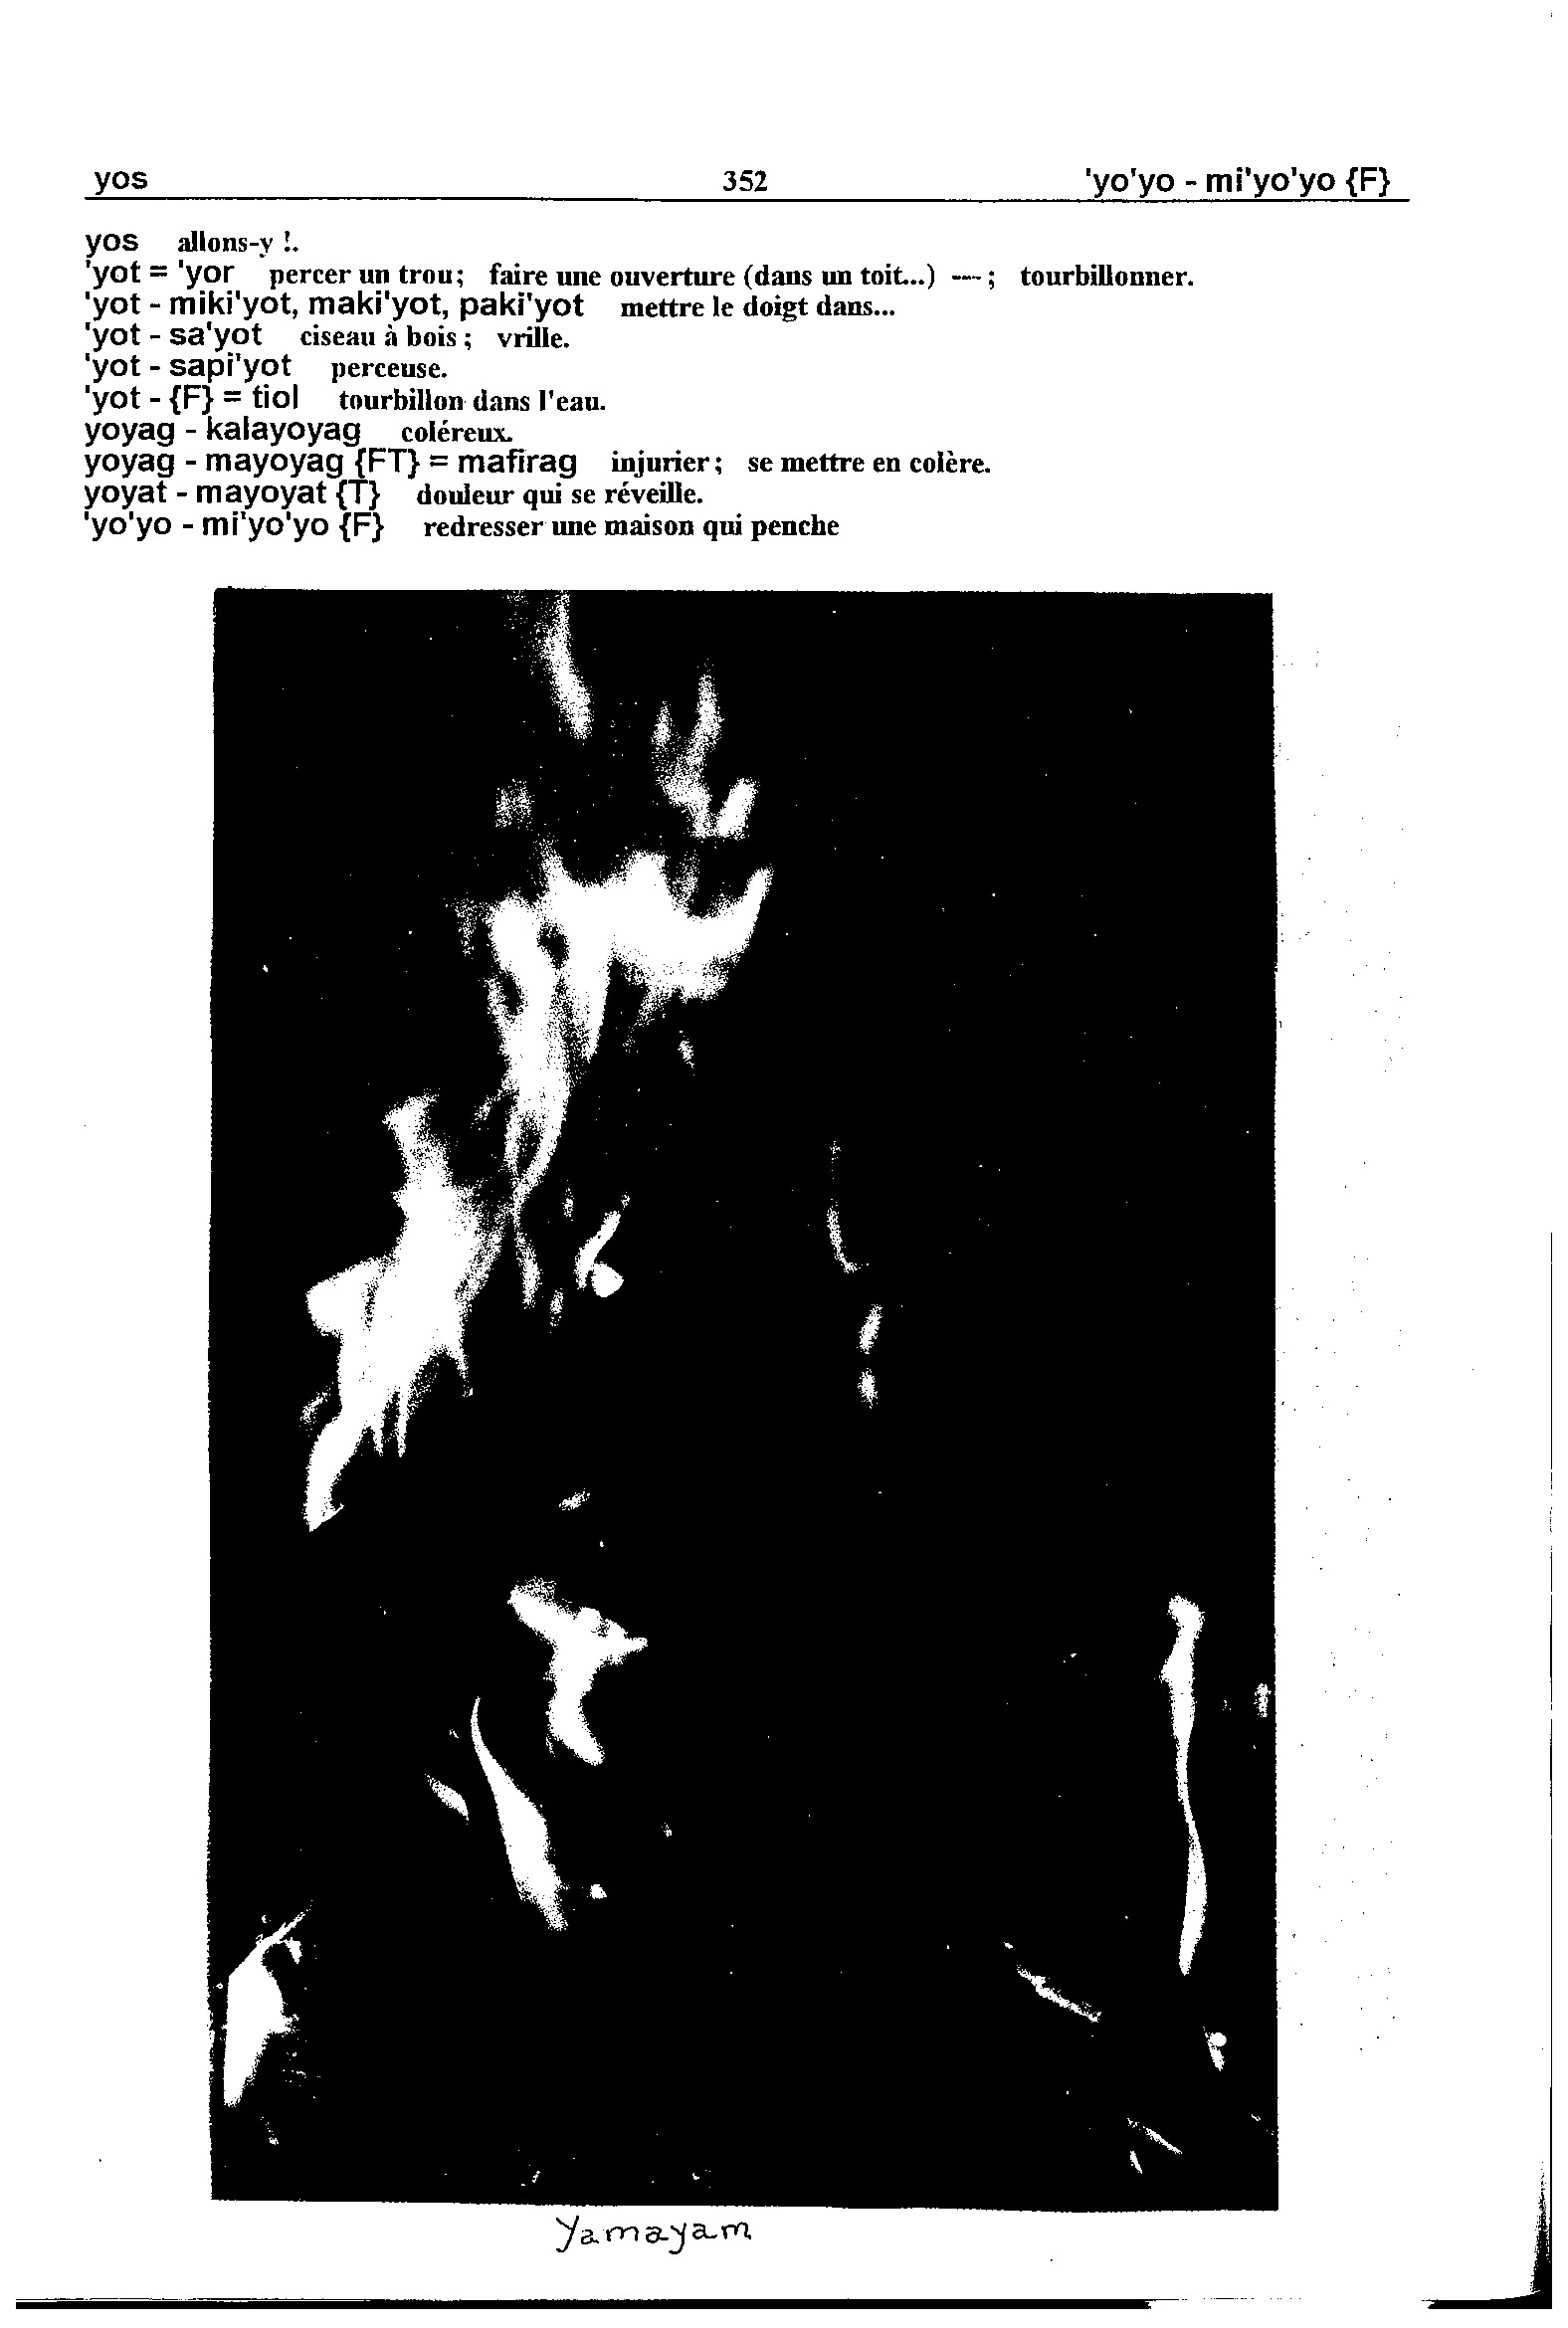 yos 352 'yo'yo - mi'yo'yo {F}
yos allons-y !.
'yot = 'yor percer un trou; faire une ouverture (dans un toit...) --- ; tourbillonner.
'yot - miki'yot, maki'yot, paki'yot mettre le doigt dans...
'yot - sa'yot ciseau à bois ; vrille.
'yot - sapi'yot perceuse.
'yot - {F} = tiol tourbillon dans l'eau.
yoyag - kalayoyag coléreux.
yoyag - mayoyag {FT} = mafirag injurier ; se mettre en colère.
yoyat - mayoyat {T} douleur qui se réveille.
'yo'yo - mi'yo'yo {F} redresser une maison qui penche
Yamayam